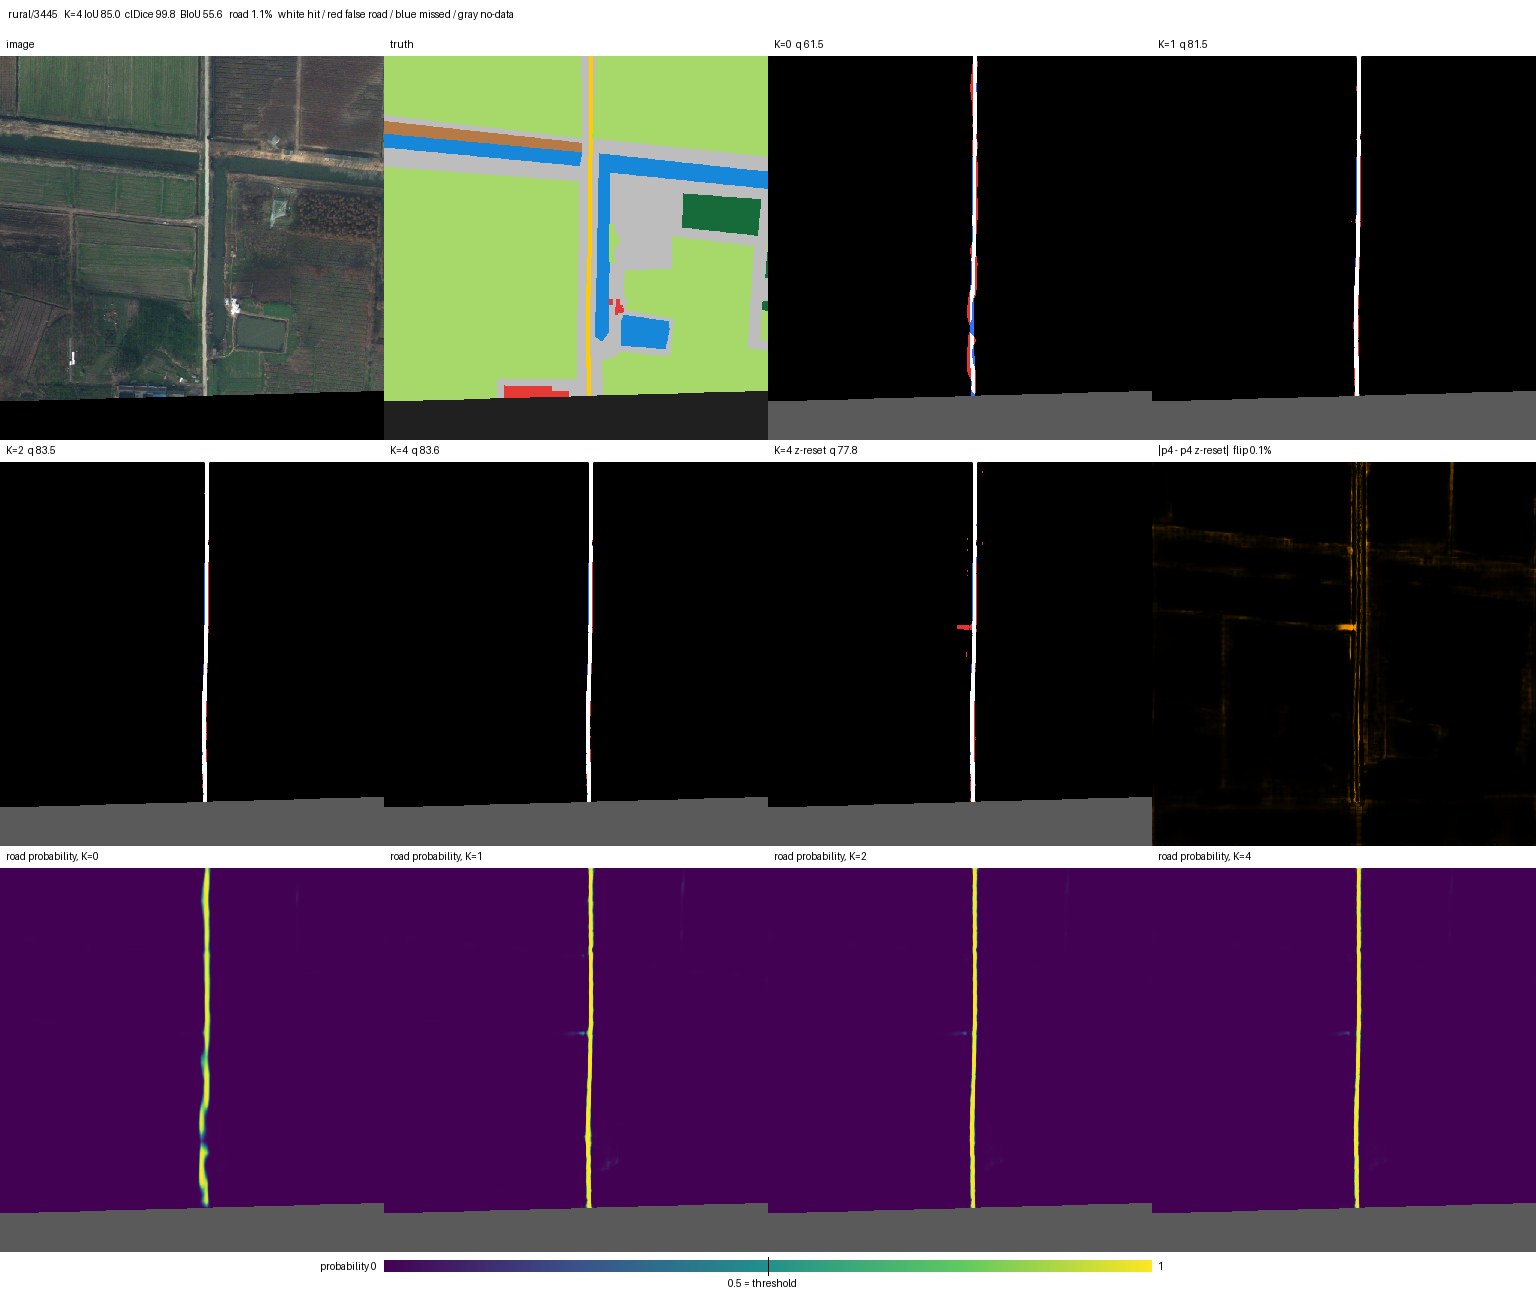 rural/3445 K=4 IoU 85.0 clDice 99.8 BIoU 55.6 road 1.1% white hit / red false road / blue missed / gray no-data
image
truth
K=0 q 61.5
K=1 q 81.5
K=2 q 83.5
K=4 q 83.6
K=4 z-reset q 77.8
|p4 - p4 z-reset| flip 0.1%
road probability, K=0
road probability, K=1
road probability, K=2
road probability, K=4
probability 0
1
0.5 = threshold